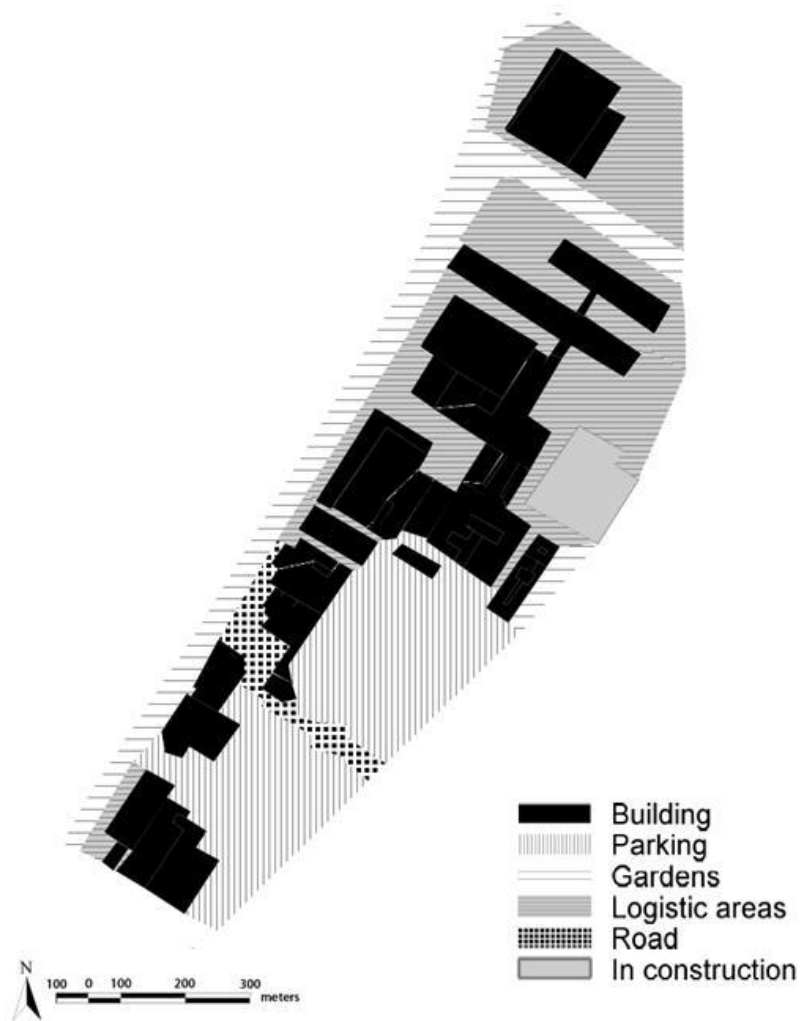 Building
Parking
Gardens
Logistic areas
Road
In construction
N
100 0 100 200 300
meters